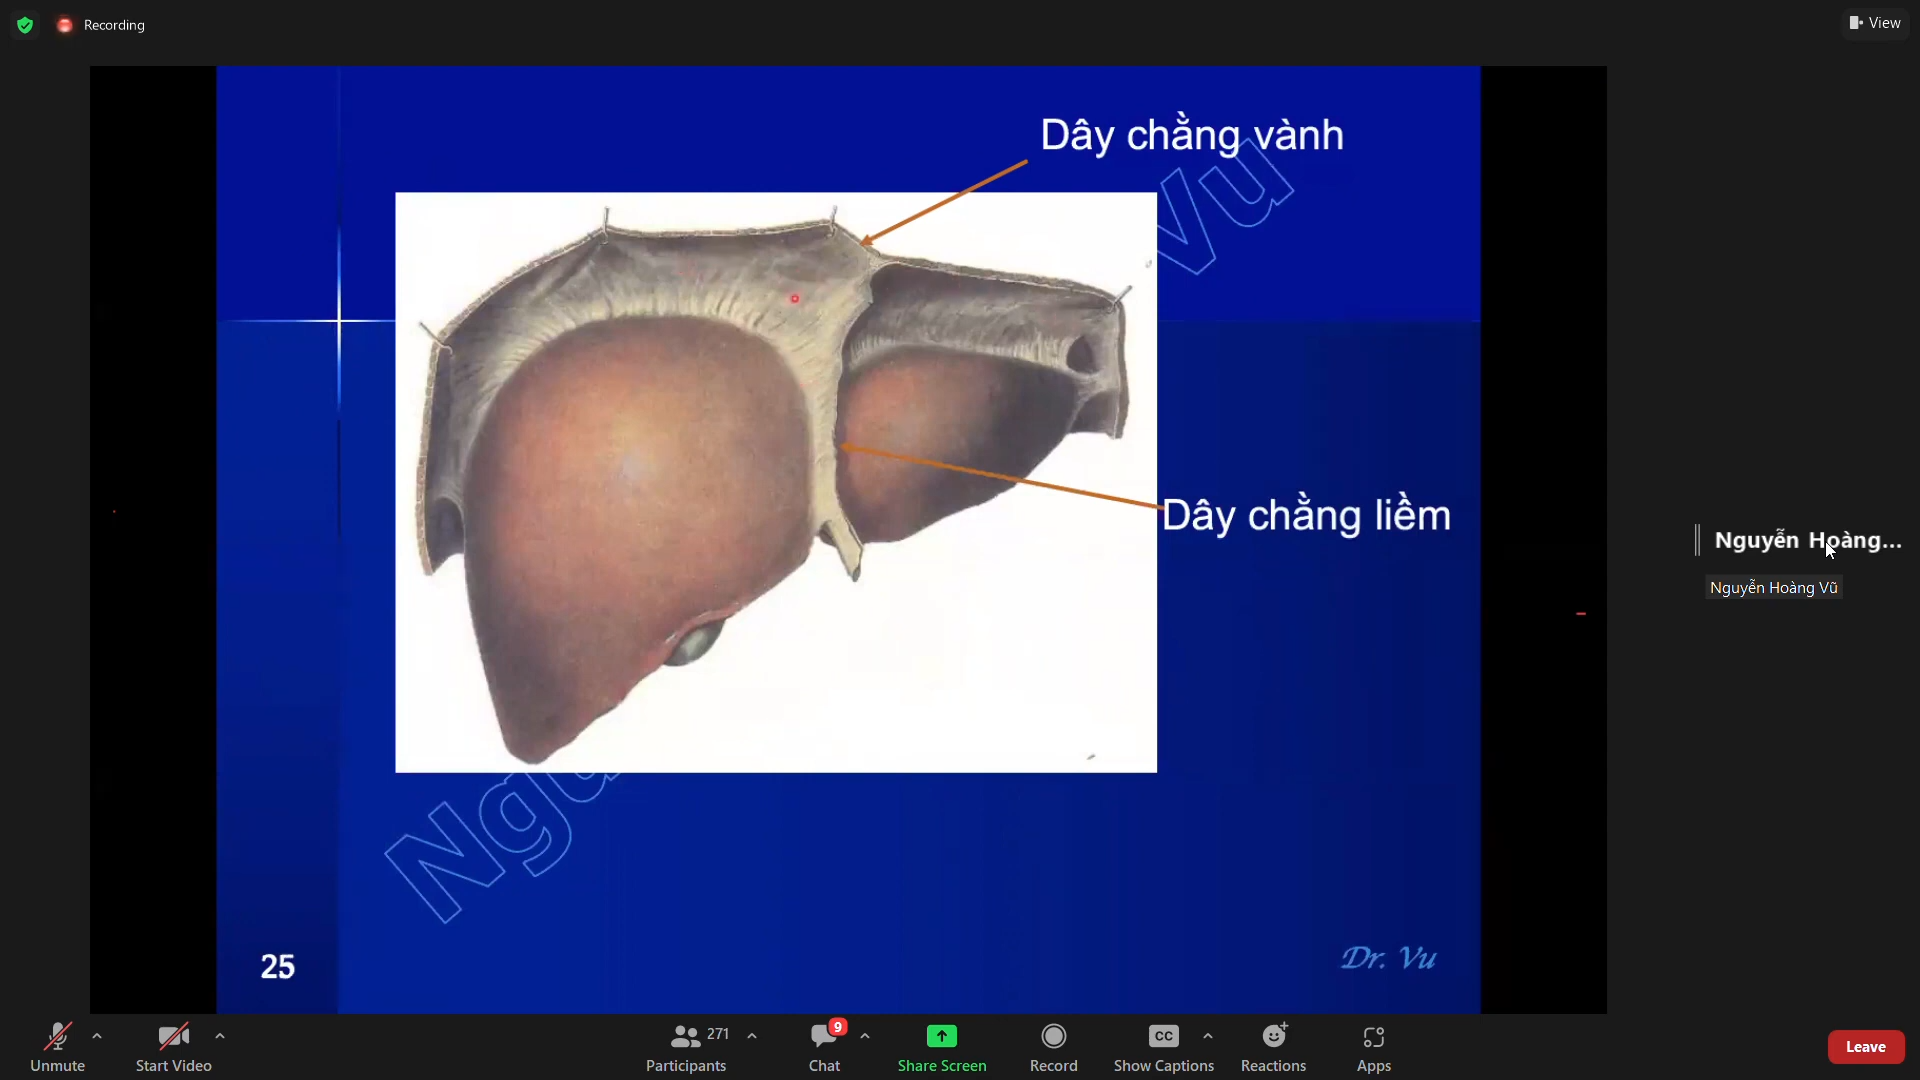 Recording
View
Dây chằng vành
Vu
Dây chằng liềm
Nguyễn Hoàng...
Nguyễn Hoàng Vũ
25
Dr. Vu
Unmute
Start Video
271
Participants
9
Chat
Share Screen
Record
CC
Show Captions
Reactions
Apps
Leave